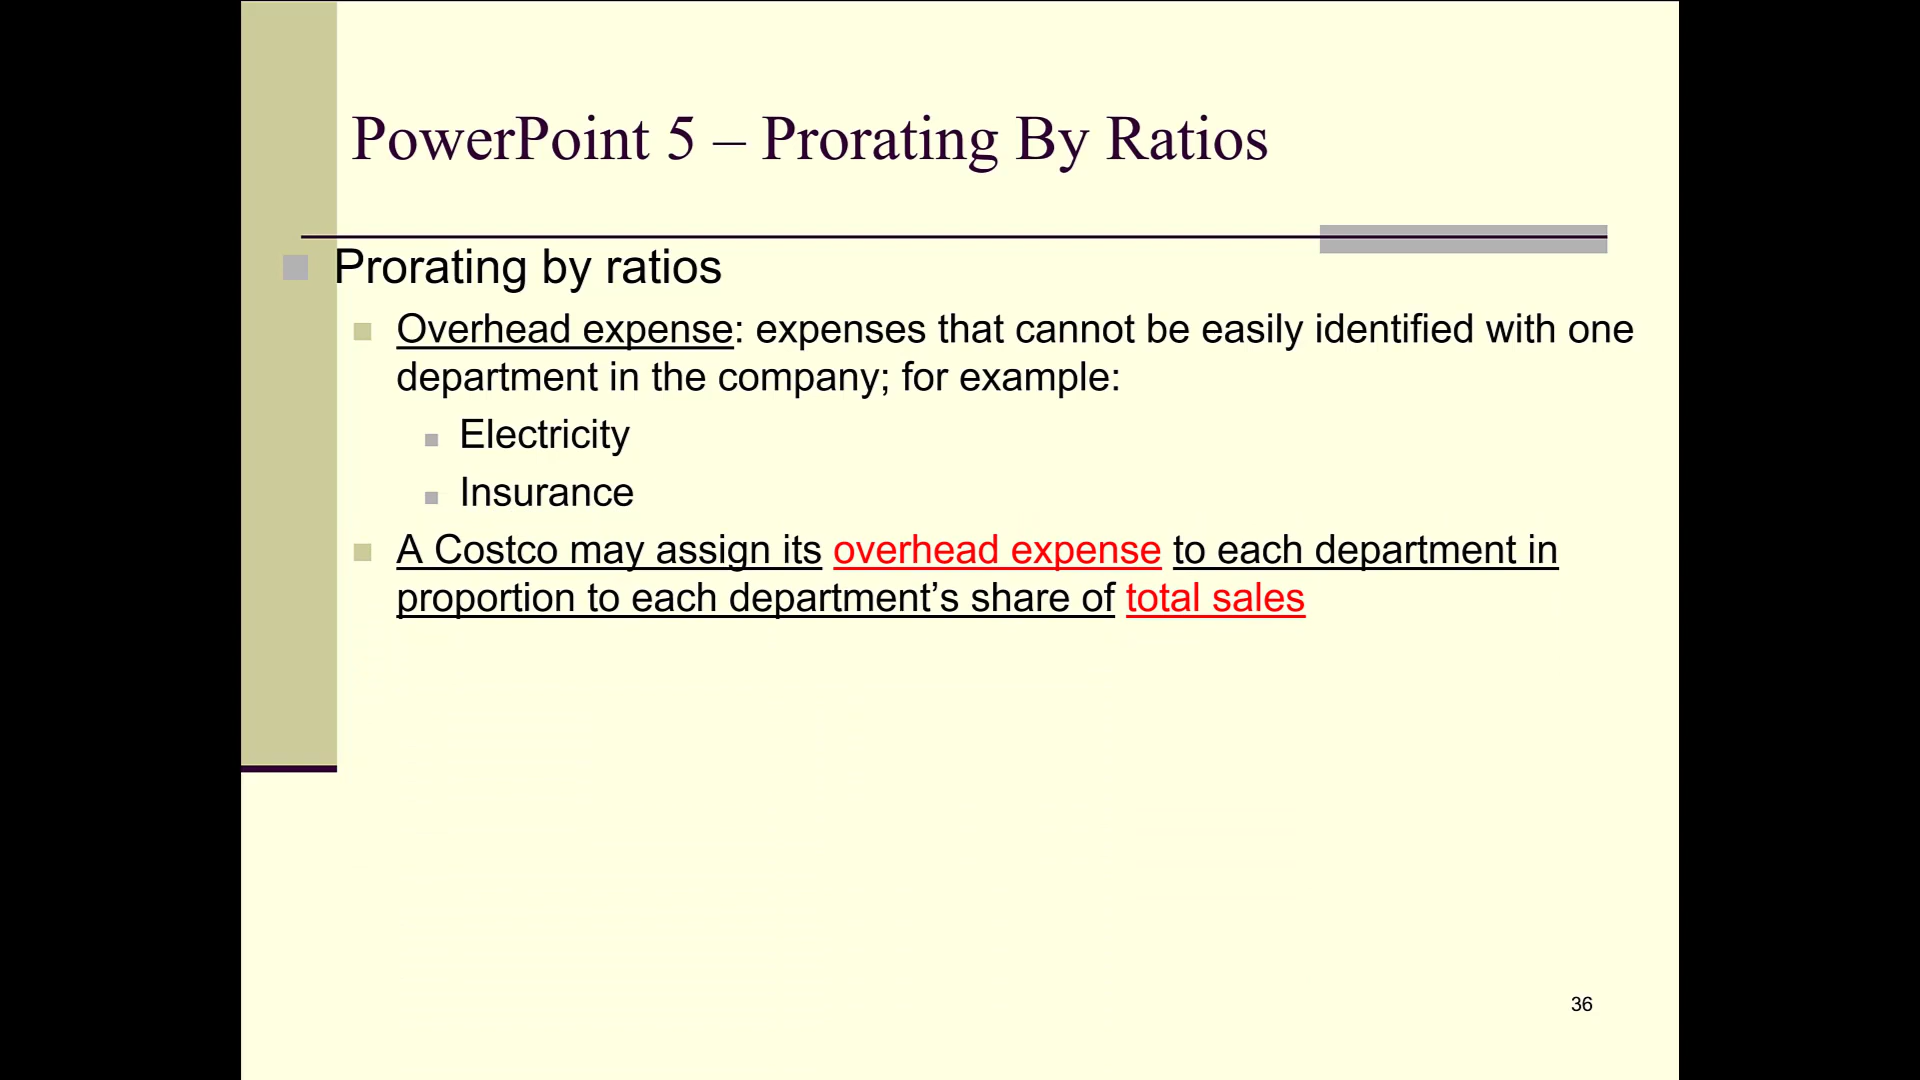 PowerPoint 5 – Prorating By Ratios
Prorating by ratios
Overhead expense: expenses that cannot be easily identified with one
department in the company; for example:
Electricity
Insurance
A Costco may assign its overhead expense to each department in
proportion to each department’s share of total sales
36